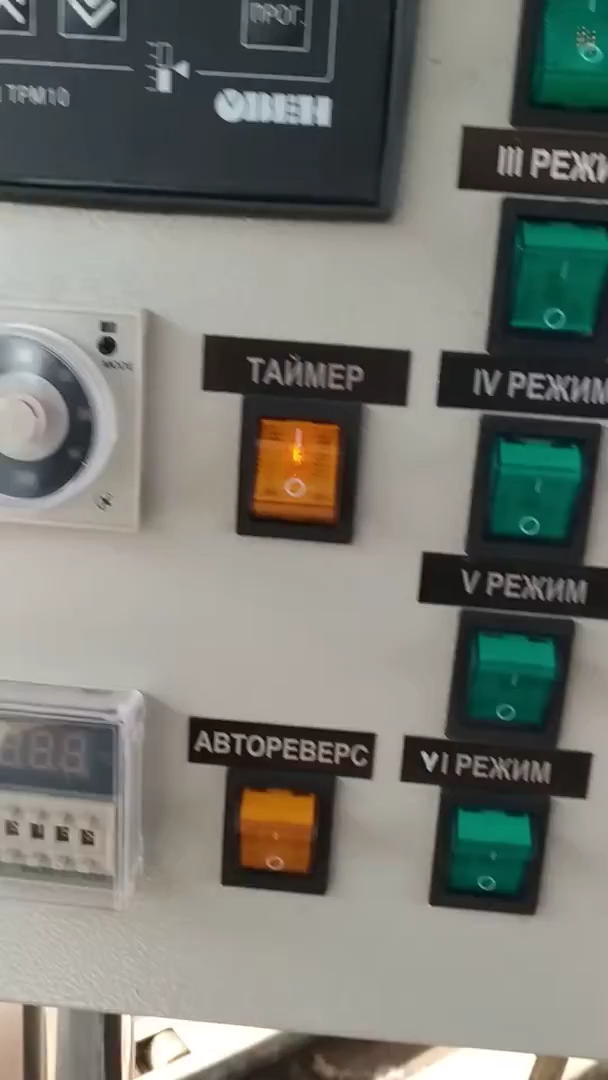 ПРОГ.
ТРМ10
ОВЕН
III РЕЖИ
ТАЙМЕР
IV РЕЖИМ
V РЕЖИМ
АВТОРЕВЕРС
VI РЕЖИМ